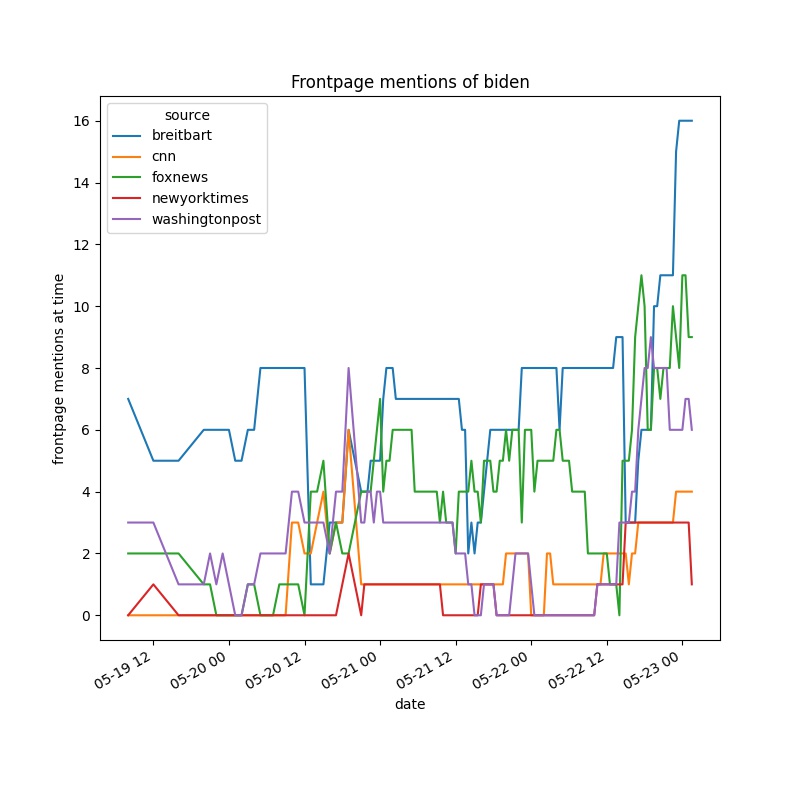 Frontpage mentions of biden
source
breitbart
cnn
foxnews
newyorktimes
washingtonpost
frontpage mentions at time
16
14
12
10
8
6
4
2
0
05-19 12
05-20 00
05-20 12
05-21 00
05-21 12
05-22 00
05-22 12
05-23 00
date